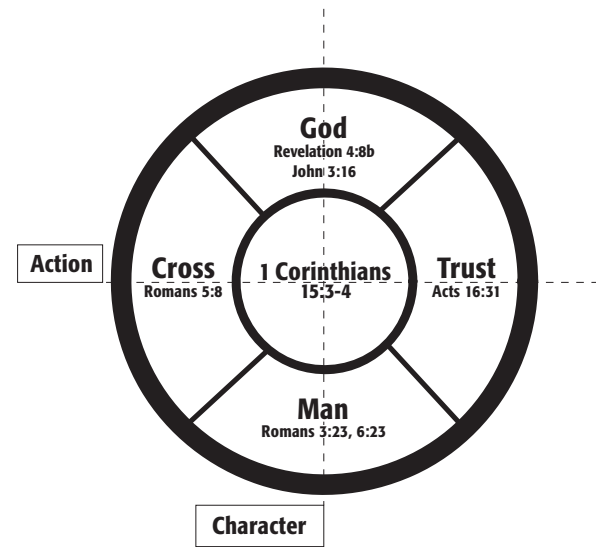 God
Revelation 4:8b
John 3:16
Action
Cross
Romans 5:8
1 Corinthians
15:3-4
Trust
Acts 16:31
Man
Romans 3:23, 6:23
Character